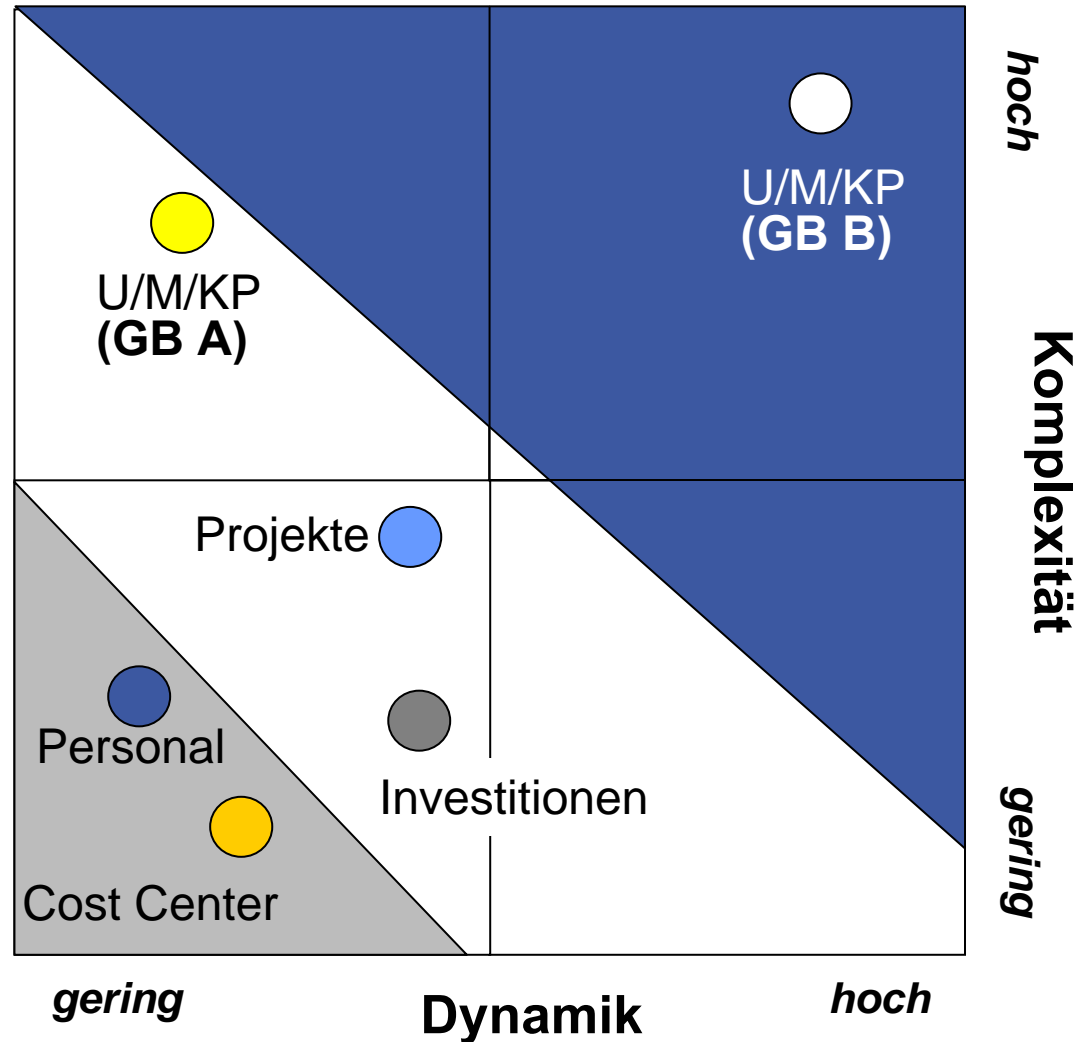 hoch
U/M/KP
(GB B)
U/M/KP
(GB A)
Komplexität
Projekte
Personal
Investitionen
gering
Cost Center
gering
Dynamik
hoch